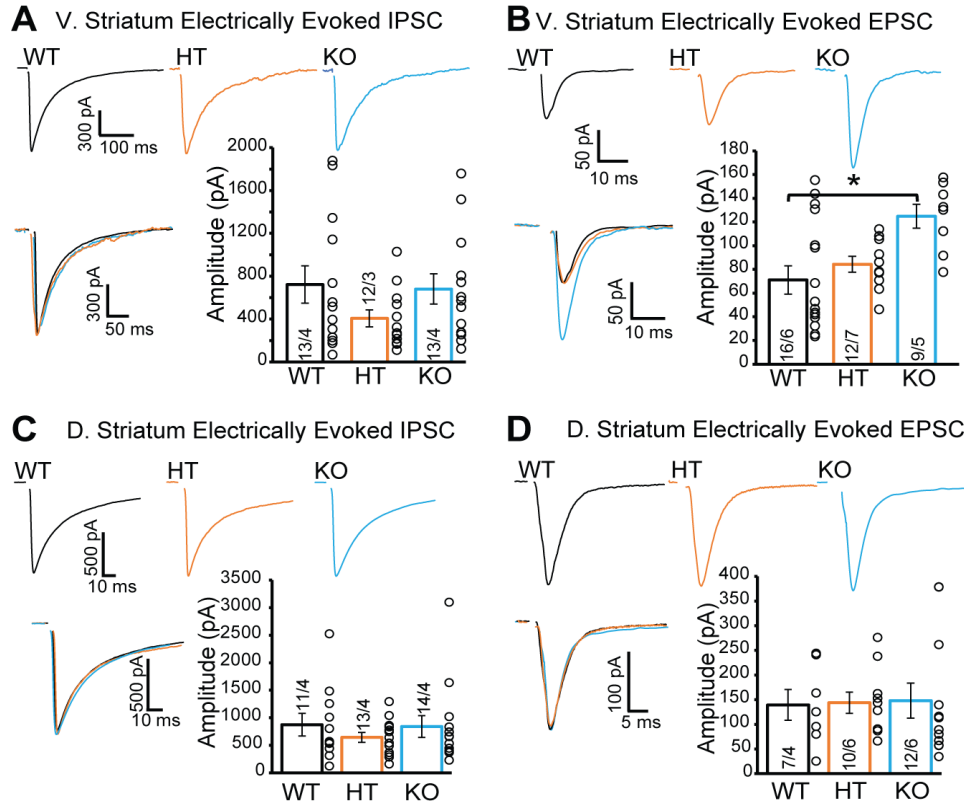 A V. Striatum Electrically Evoked IPSC
WT HT KO
300 pA
100 ms
300 pA
50 ms
Amplitude (pA)
2000
1600
1200
800
400
0
13/4
12/3
13/4
WT HT KO
B V. Striatum Electrically Evoked EPSC
WT HT KO
50 pA
10 ms
50 pA
10 ms
Amplitude (pA)
180
160
140
120
100
80
60
40
20
0
*
16/6
12/7
9/5
WT HT KO
C D. Striatum Electrically Evoked IPSC
WT HT KO
500 pA
10 ms
500 pA
10 ms
Amplitude (pA)
3500
3000
2500
2000
1500
1000
500
0
11/4
13/4
14/4
WT HT KO
D D. Striatum Electrically Evoked EPSC
WT HT KO
100 pA
5 ms
Amplitude (pA)
400
350
300
250
200
150
100
50
0
7/4
10/6
12/6
WT HT KO